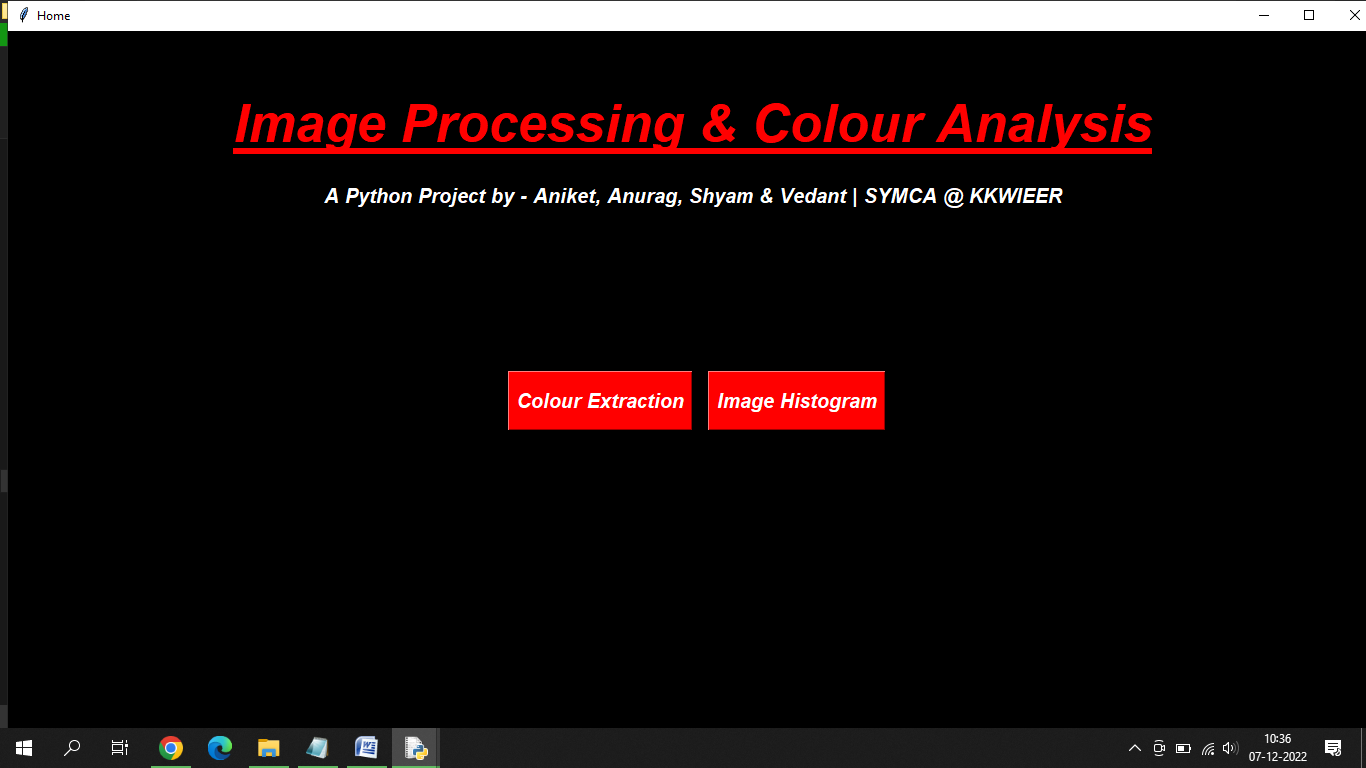 Home
Image Processing & Colour Analysis
A Python Project by - Aniket, Anurag, Shyam & Vedant | SYMCA @ KKWIEER
Colour Extraction
Image Histogram
10:36
07-12-2022